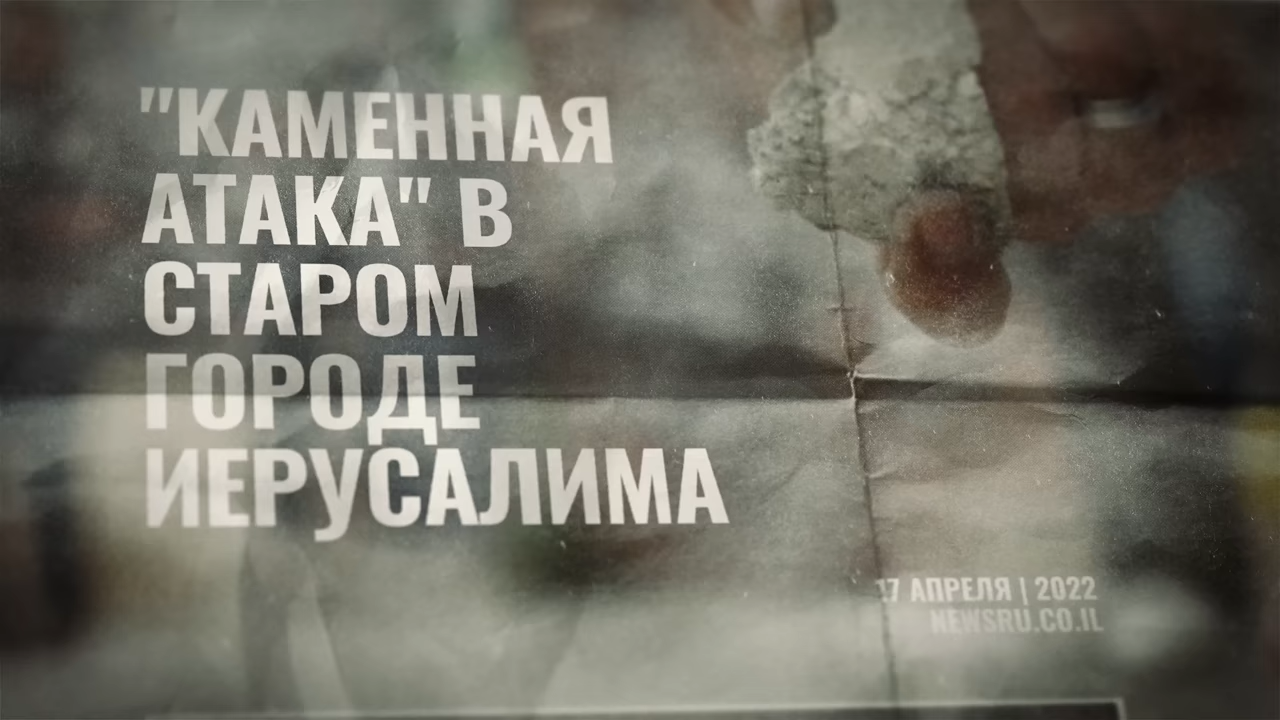 "КАМЕННАЯ
АТАКА" В
СТАРОМ
ГОРОДЕ
ИЕРУСАЛИМА
17 АПРЕЛЯ | 2022
NEWSRU.CO.IL